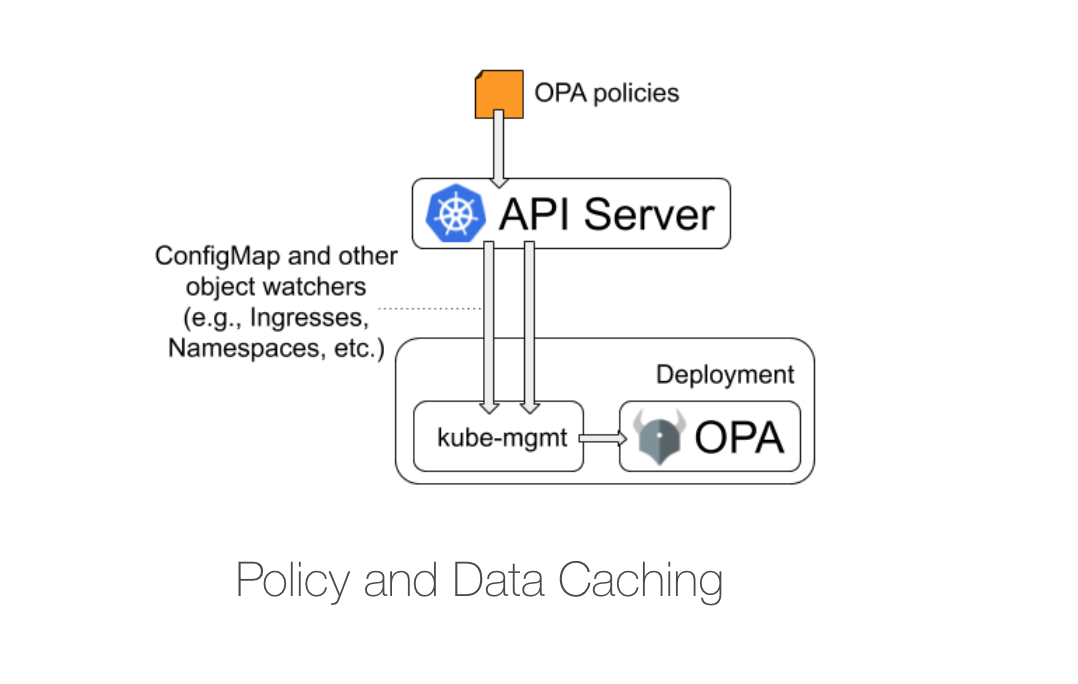 OPA policies
API Server
ConfigMap and other
object watchers
(e.g., Ingresses,
Namespaces, etc.)
Deployment
kube-mgmt
OPA
Policy and Data Caching